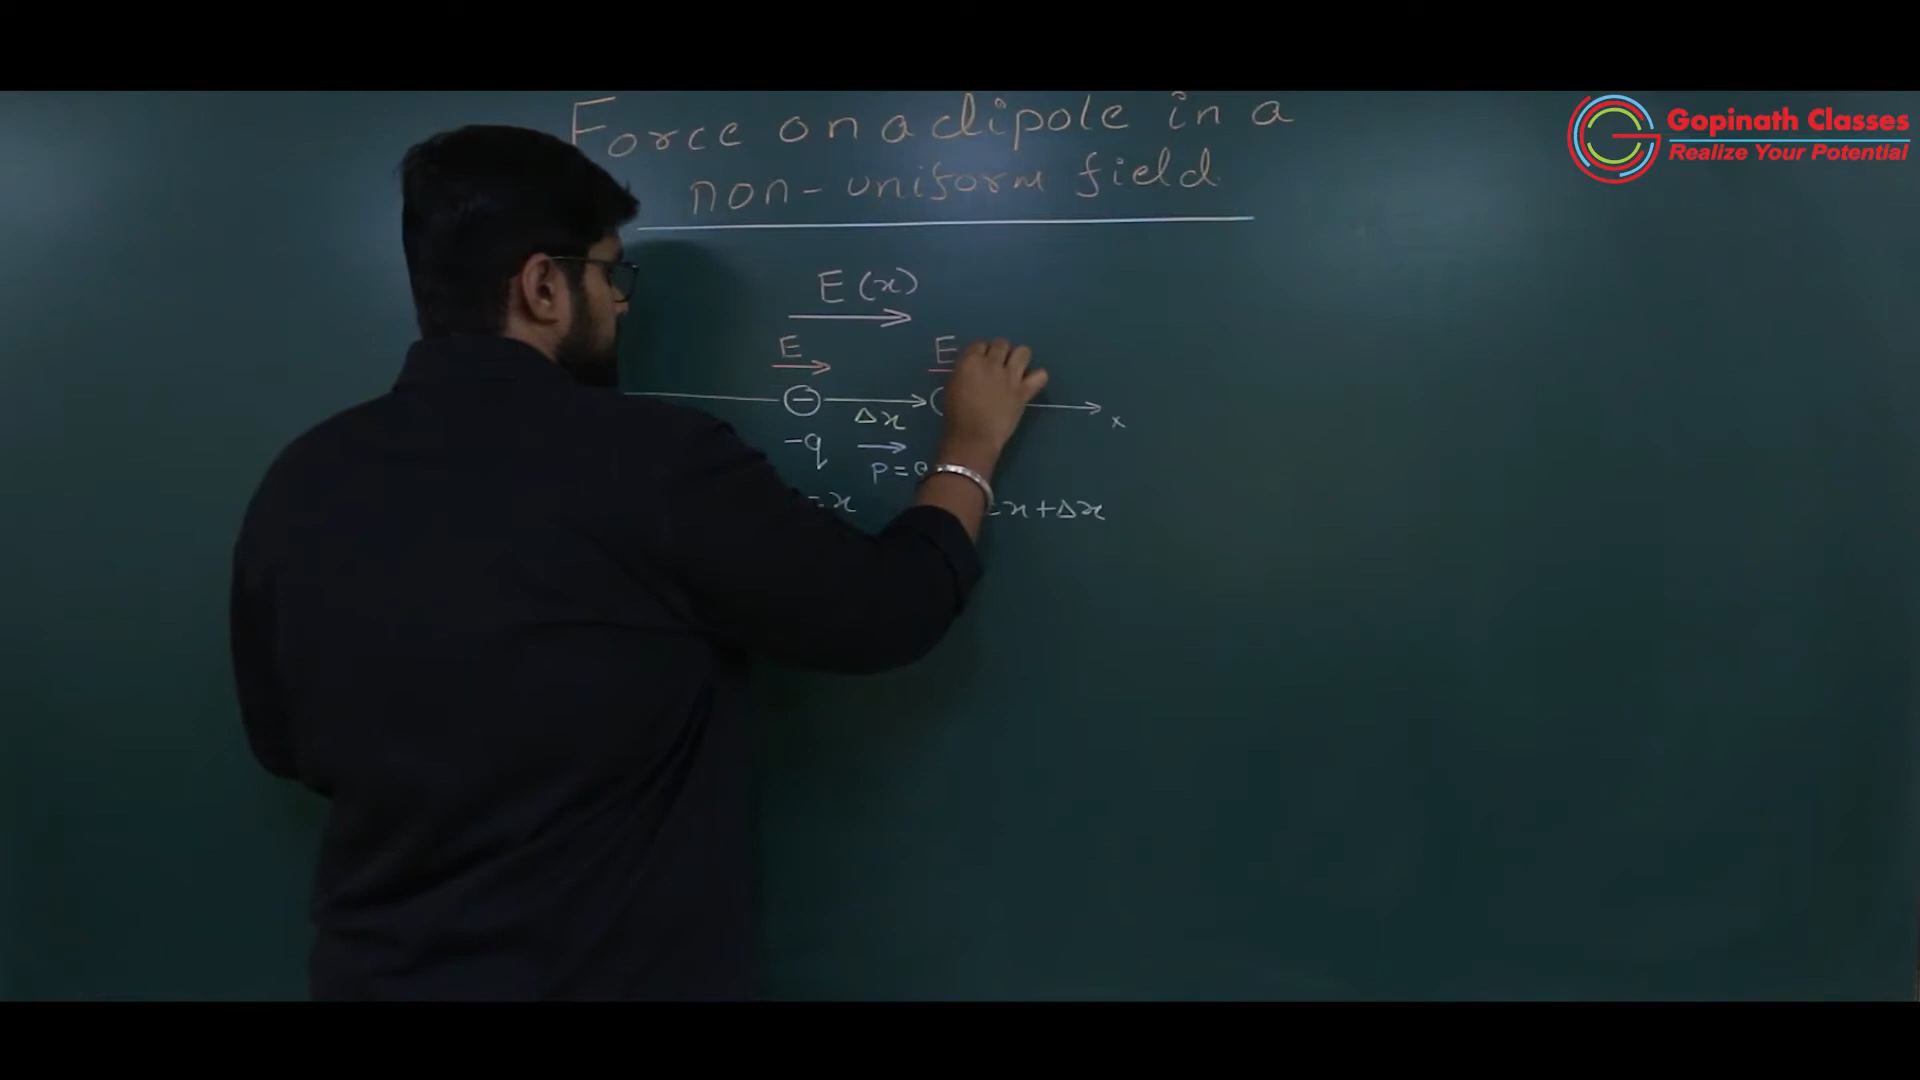 Force on a dipole in a
non-uniform field
Gopinath Classes
Realize Your Potential
E(x)
E E
Δx
x
-q
=x
=x+Δx